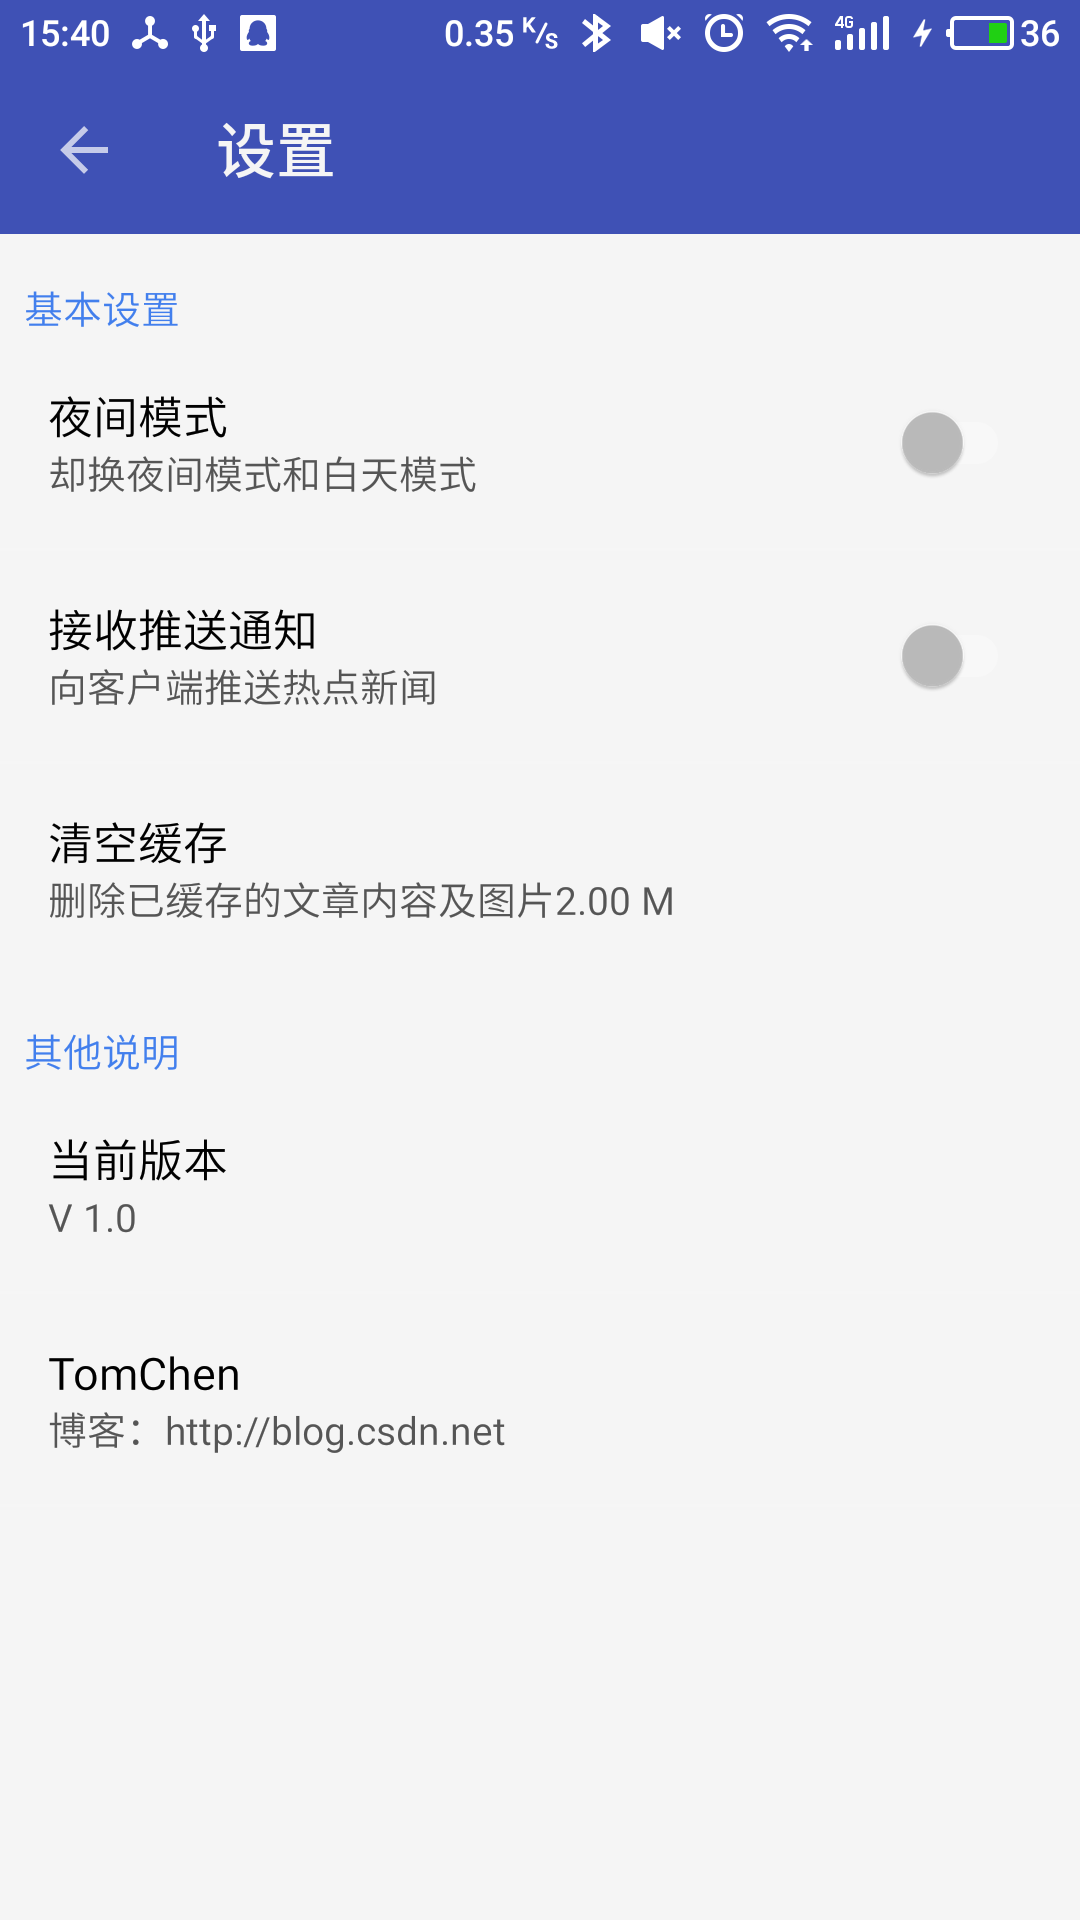 15:40 0.35 K/s 4G 36
设置
基本设置
夜间模式
却换夜间模式和白天模式
接收推送通知
向客户端推送热点新闻
清空缓存
删除已缓存的文章内容及图片2.00 M
其他说明
当前版本
V 1.0
TomChen
博客：http://blog.csdn.net